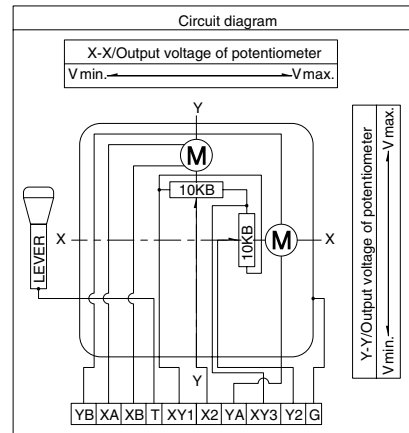 Circuit diagram
X-X/Output voltage of potentiometer
Vmin. Vmax.
Y
M
10KB
X
10KB
M
X
LEVER
Y
YB XA XB T XY1 X2 YA XY3 Y2 G
Y-Y/Output voltage of potentiometer
Vmin. Vmax.